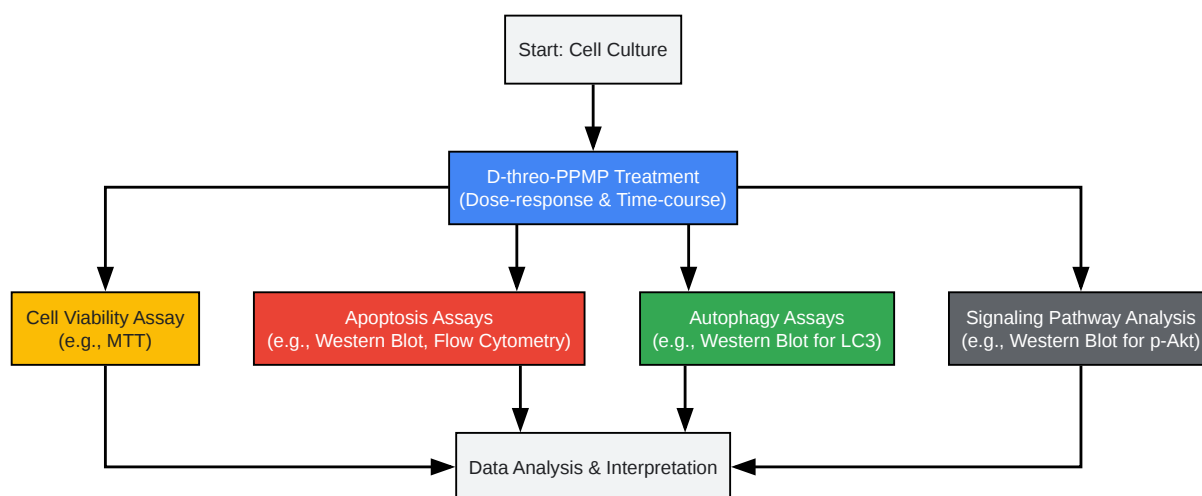 Start: Cell Culture
D-threo-PPMP Treatment
(Dose-response & Time-course)
Cell Viability Assay
(e.g., MTT)
Apoptosis Assays
(e.g., Western Blot, Flow Cytometry)
Autophagy Assays
(e.g., Western Blot for LC3)
Signaling Pathway Analysis
(e.g., Western Blot for p-Akt)
Data Analysis & Interpretation